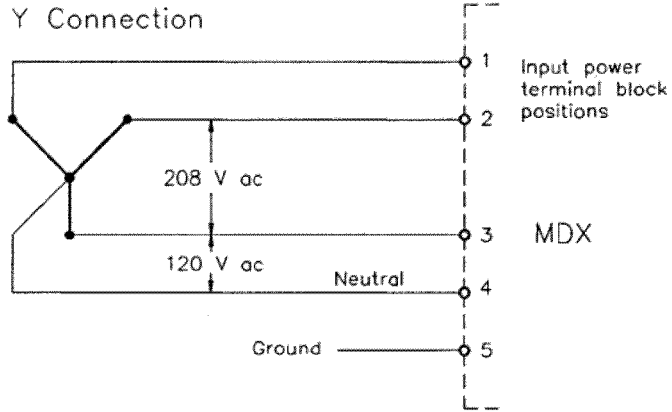 Y Connection
1
Input power
terminal block
positions
2
208 V ac
3
MDX
120 V ac
Neutral
4
Ground
5